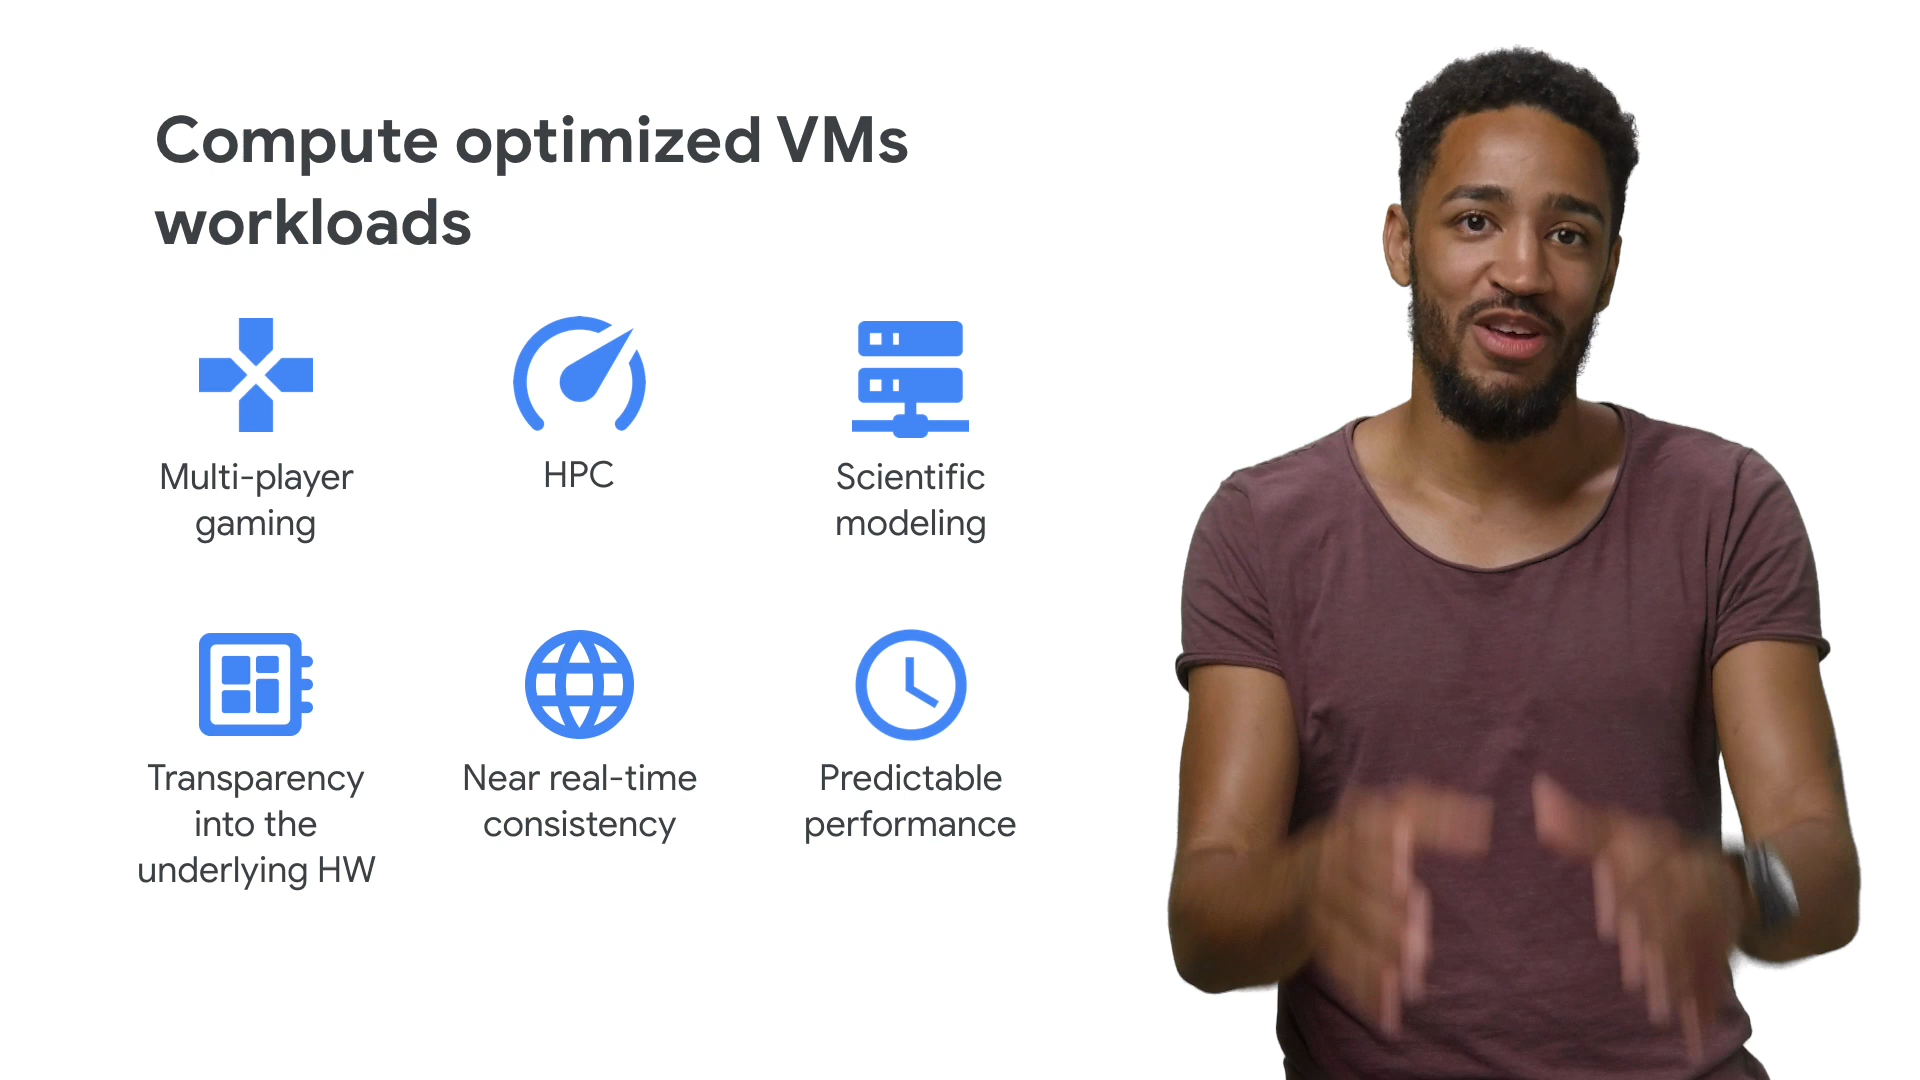 Compute optimized VMs
workloads
Multi-player
gaming
HPC
Scientific
modeling
Transparency
into the
underlying HW
Near real-time
consistency
Predictable
performance